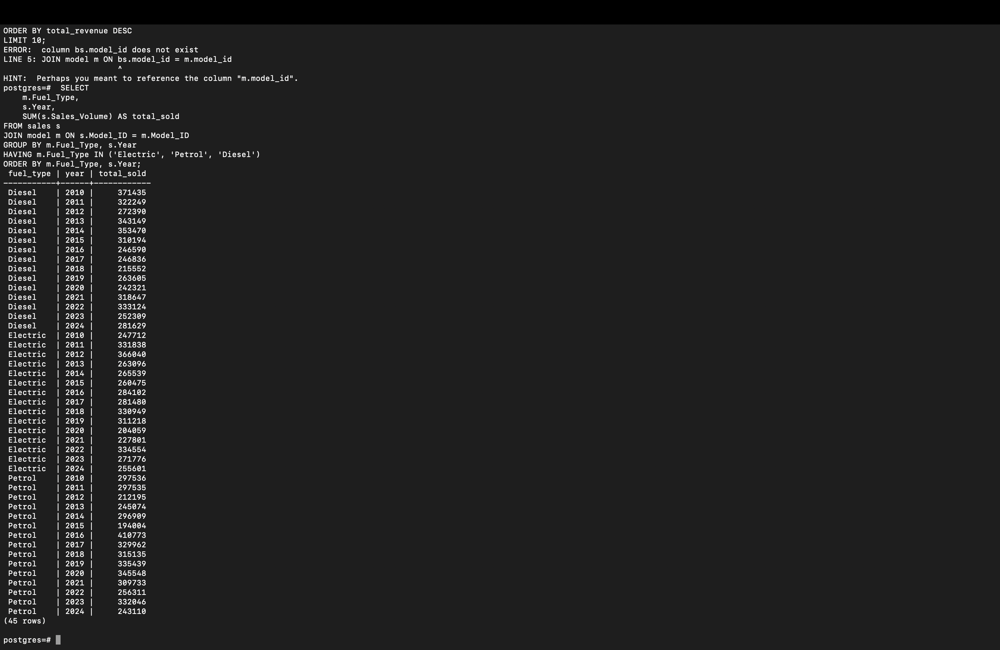 ORDER BY total_revenue DESC
LIMIT 10;
ERROR:  column bs.model_id does not exist
LINE 5: JOIN model m ON bs.model_id = m.model_id
                        ^
HINT:  Perhaps you meant to reference the column "m.model_id".
postgres=#  SELECT
    m.Fuel_Type,
    s.Year,
    SUM(s.Sales_Volume) AS total_sold
FROM sales s
JOIN model m ON s.Model_ID = m.Model_ID
GROUP BY m.Fuel_Type, s.Year
HAVING m.Fuel_Type IN ('Electric', 'Petrol', 'Diesel')
ORDER BY m.Fuel_Type, s.Year;
 fuel_type | year | total_sold
-----------+------+------------
 Diesel    | 2010 |     371435
 Diesel    | 2011 |     322249
 Diesel    | 2012 |     272390
 Diesel    | 2013 |     343149
 Diesel    | 2014 |     353470
 Diesel    | 2015 |     310194
 Diesel    | 2016 |     246590
 Diesel    | 2017 |     246836
 Diesel    | 2018 |     215552
 Diesel    | 2019 |     263605
 Diesel    | 2020 |     242321
 Diesel    | 2021 |     318647
 Diesel    | 2022 |     333124
 Diesel    | 2023 |     252309
 Diesel    | 2024 |     281629
 Electric  | 2010 |     247712
 Electric  | 2011 |     331838
 Electric  | 2012 |     366040
 Electric  | 2013 |     263096
 Electric  | 2014 |     265539
 Electric  | 2015 |     260475
 Electric  | 2016 |     284102
 Electric  | 2017 |     281480
 Electric  | 2018 |     330949
 Electric  | 2019 |     311218
 Electric  | 2020 |     204059
 Electric  | 2021 |     227801
 Electric  | 2022 |     334554
 Electric  | 2023 |     271776
 Electric  | 2024 |     255601
 Petrol    | 2010 |     297536
 Petrol    | 2011 |     297535
 Petrol    | 2012 |     212195
 Petrol    | 2013 |     245074
 Petrol    | 2014 |     296909
 Petrol    | 2015 |     194004
 Petrol    | 2016 |     410773
 Petrol    | 2017 |     329962
 Petrol    | 2018 |     315135
 Petrol    | 2019 |     335439
 Petrol    | 2020 |     345548
 Petrol    | 2021 |     309733
 Petrol    | 2022 |     256311
 Petrol    | 2023 |     332046
 Petrol    | 2024 |     243110
(45 rows)
postgres=#